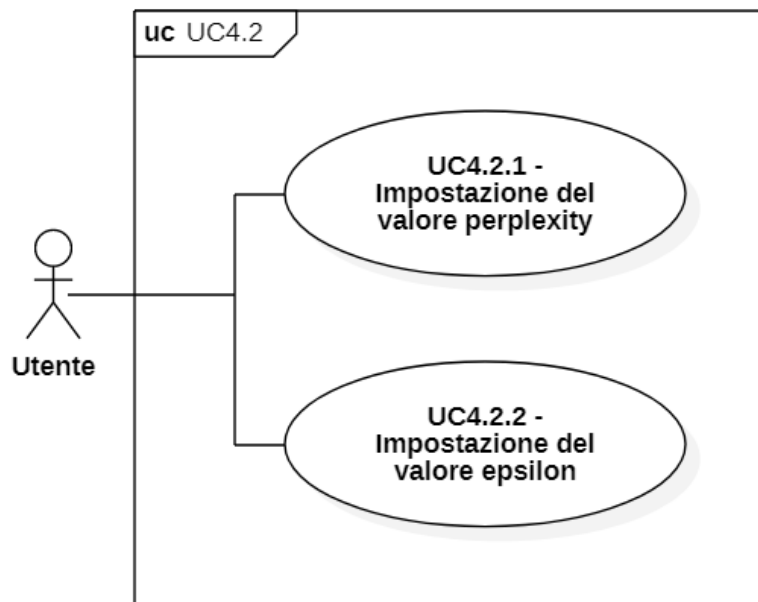 uc UC4.2
UC4.2.1 -
Impostazione del
valore perplexity
Utente
UC4.2.2 -
Impostazione del
valore epsilon